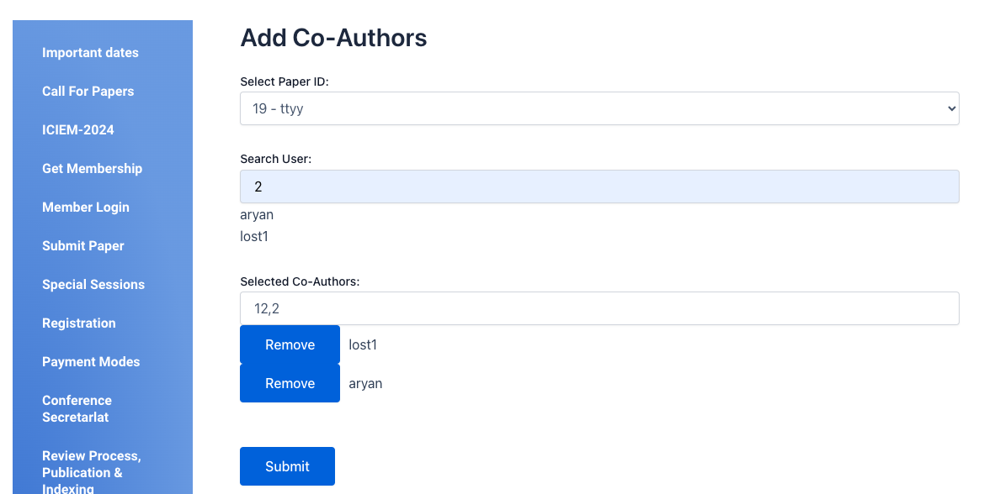 Important dates
Call For Papers
ICIEM-2024
Get Membership
Member Login
Submit Paper
Special Sessions
Registration
Payment Modes
Conference
Secretarlat
Review Process,
Publication &
Indexing
Add Co-Authors
Select Paper ID:
19 - ttyy
Search User:
2
aryan
lost1
Selected Co-Authors:
12,2
Remove lost1
Remove aryan
Submit